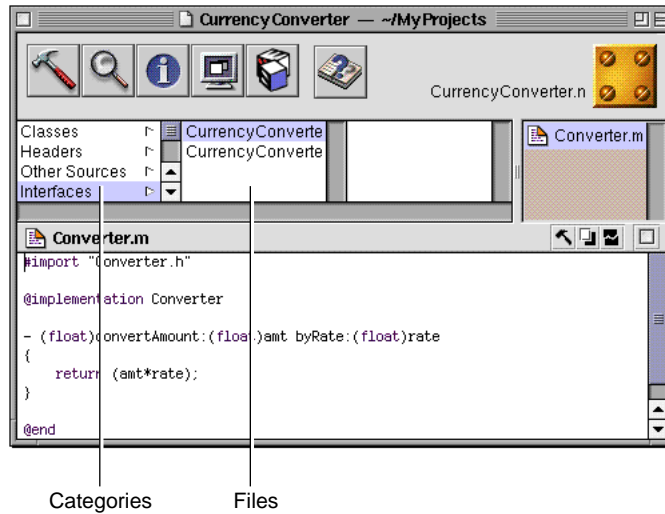 CurrencyConverter — ~/MyProjects
CurrencyConverter.n
Classes
Headers
Other Sources
Interfaces
CurrencyConverte
CurrencyConverte
Converter.m
Converter.m
#import "Converter.h"
@implementation Converter
- (float)convertAmount:(float)amt byRate:(float)rate
{
return (amt*rate);
}
@end
Categories
Files